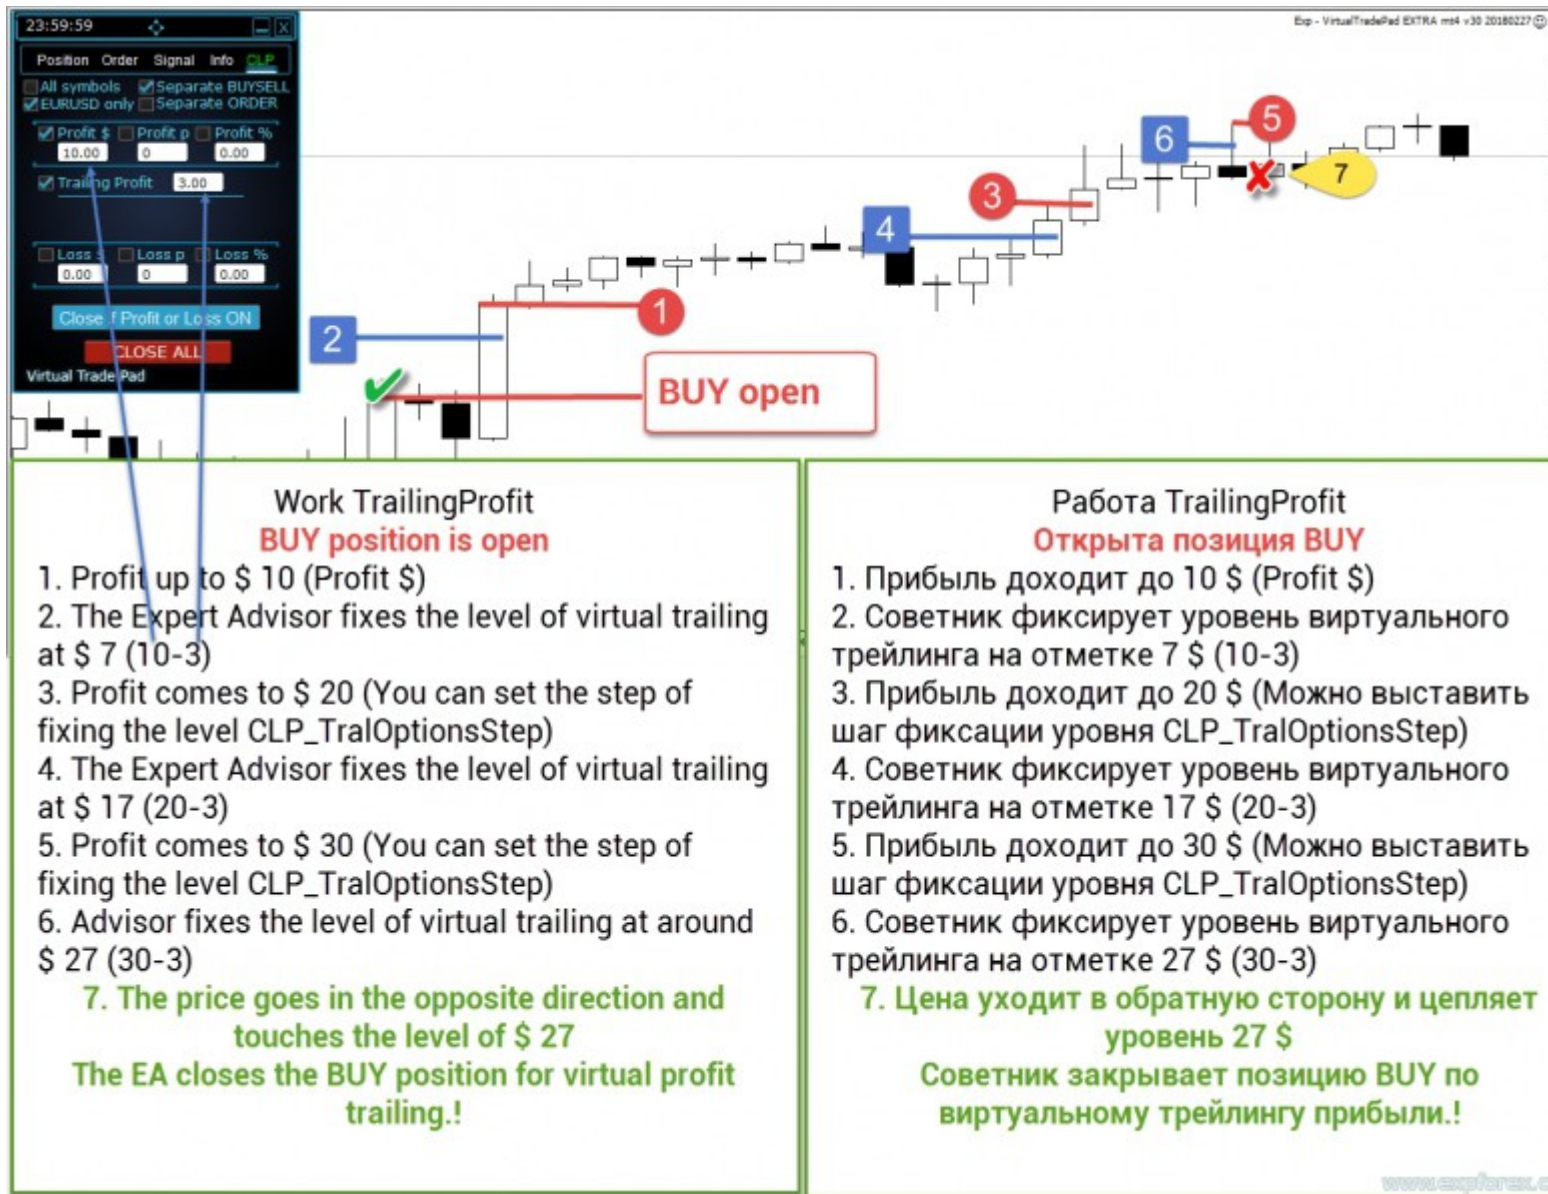 23:59:59
Exp - VirtualTradePad EXTRA mt4 v30 20180227
Position Order Signal Info CLP
All symbols Separate BUYSELL
EURUSD only Separate ORDER
Profit $ Profit p Profit %
10.00 0 0.00
Trailing Profit 3.00
Loss $ Loss p Loss %
0.00 0 0.00
Close if Profit or Loss ON
CLOSE ALL
Virtual Trade Pad
2
1
BUY open
4
3
6
5
7
Work TrailingProfit
BUY position is open
1. Profit up to $ 10 (Profit $)
2. The Expert Advisor fixes the level of virtual trailing
at $ 7 (10-3)
3. Profit comes to $ 20 (You can set the step of
fixing the level CLP_TralOptionsStep)
4. The Expert Advisor fixes the level of virtual trailing
at $ 17 (20-3)
5. Profit comes to $ 30 (You can set the step of
fixing the level CLP_TralOptionsStep)
6. Advisor fixes the level of virtual trailing at around
$ 27 (30-3)
7. The price goes in the opposite direction and
touches the level of $ 27
The EA closes the BUY position for virtual profit
trailing.!
Работа TrailingProfit
Открыта позиция BUY
1. Прибыль доходит до 10 $ (Profit $)
2. Советник фиксирует уровень виртуального
трейлинга на отметке 7 $ (10-3)
3. Прибыль доходит до 20 $ (Можно выставить
шаг фиксации уровня CLP_TralOptionsStep)
4. Советник фиксирует уровень виртуального
трейлинга на отметке 17 $ (20-3)
5. Прибыль доходит до 30 $ (Можно выставить
шаг фиксации уровня CLP_TralOptionsStep)
6. Советник фиксирует уровень виртуального
трейлинга на отметке 27 $ (30-3)
7. Цена уходит в обратную сторону и цепляет
уровень 27 $
Советник закрывает позицию BUY по
виртуальному трейлингу прибыли.!
www.expforex.c